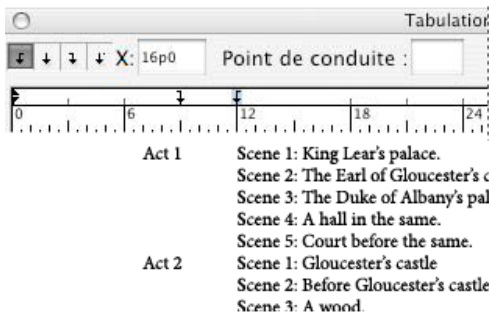 Tabulation
X: 16p0 Point de conduite :
0 6 12 18 24
Act 1 Scene 1: King Lear's palace.
Scene 2: The Earl of Gloucester's
Scene 3: The Duke of Albany's
Scene 4: A hall in the same.
Scene 5: Court before the same.
Act 2 Scene 1: Gloucester's castle
Scene 2: Before Gloucester's castle
Scene 3: A wood.